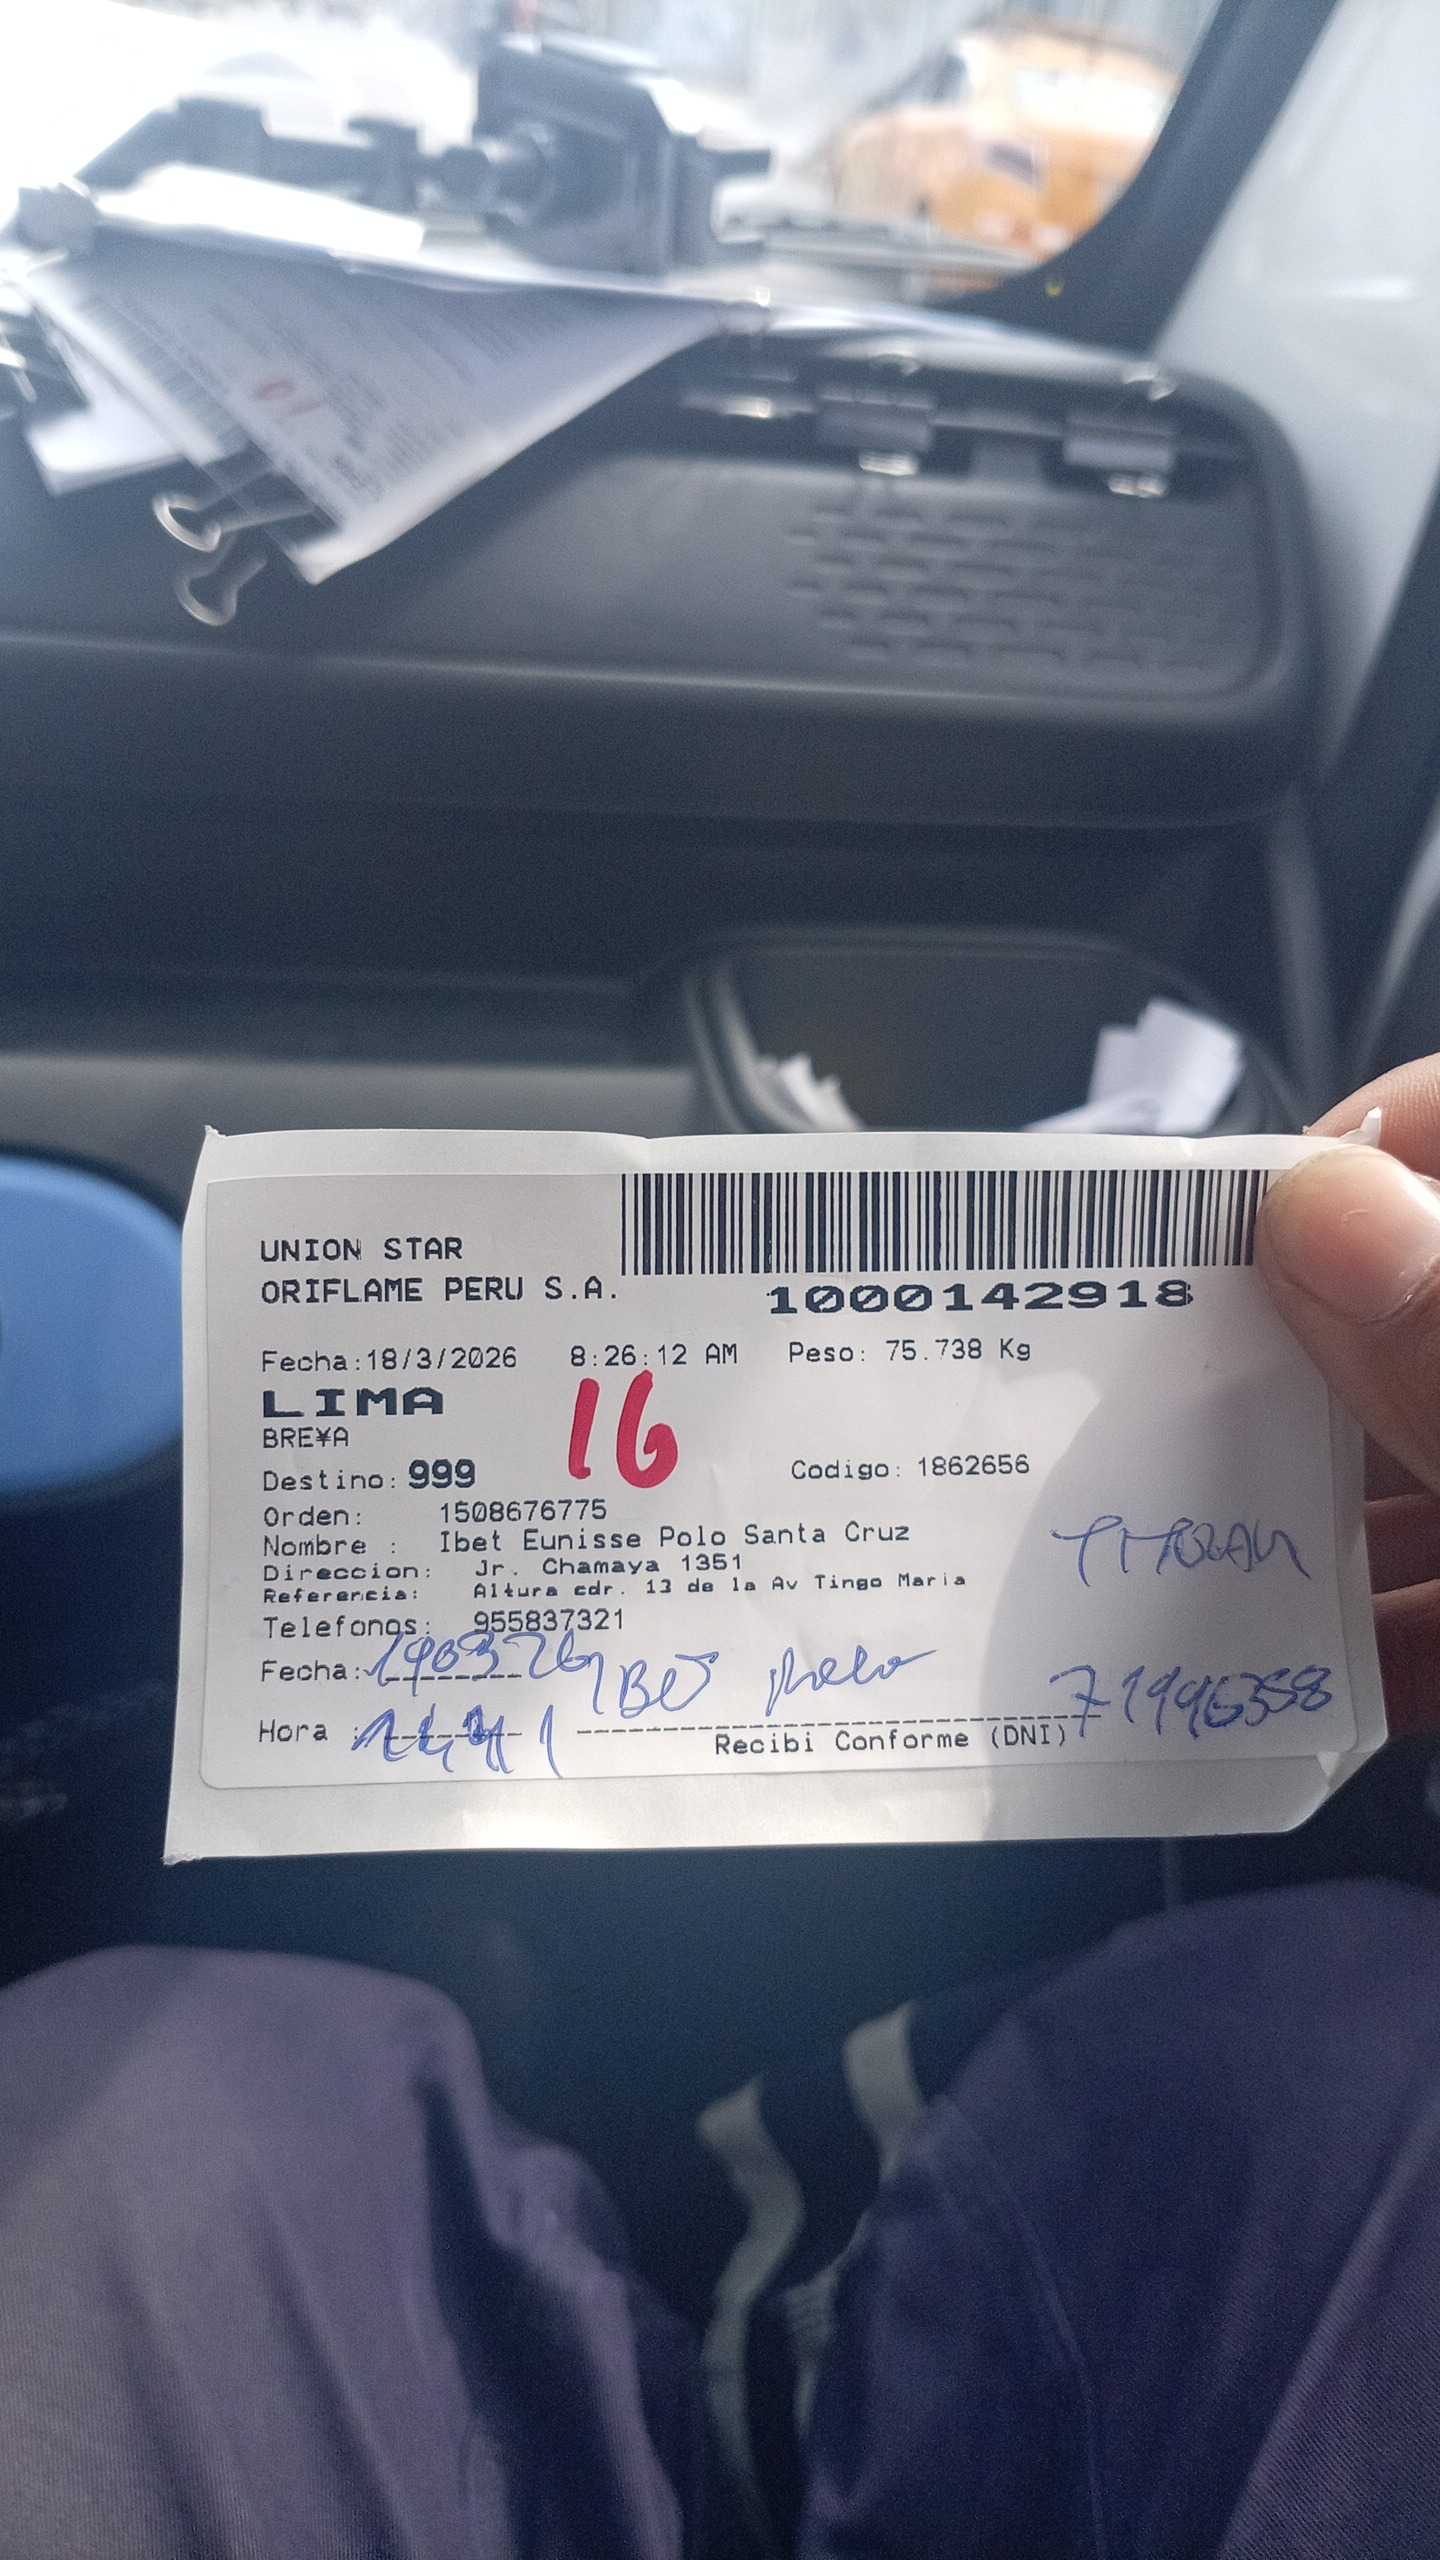 UNION STAR
ORIFLAME PERU S.A.
1000142918
Fecha:18/3/2026 8:26:12 AM Peso: 75.738 Kg
LIMA
BRE¥A
16
Destino: 999 Codigo: 1862656
Orden: 1508676775
Nombre : Ibet Eunisse Polo Santa Cruz
Direccion: Jr. Chamaya 1351
Referencia: Altura cdr. 13 de la Av Tingo Maria
Telefonos: 955837321
TITULAR
Fecha: 190326
Hora :
Recibi Conforme (DNI)